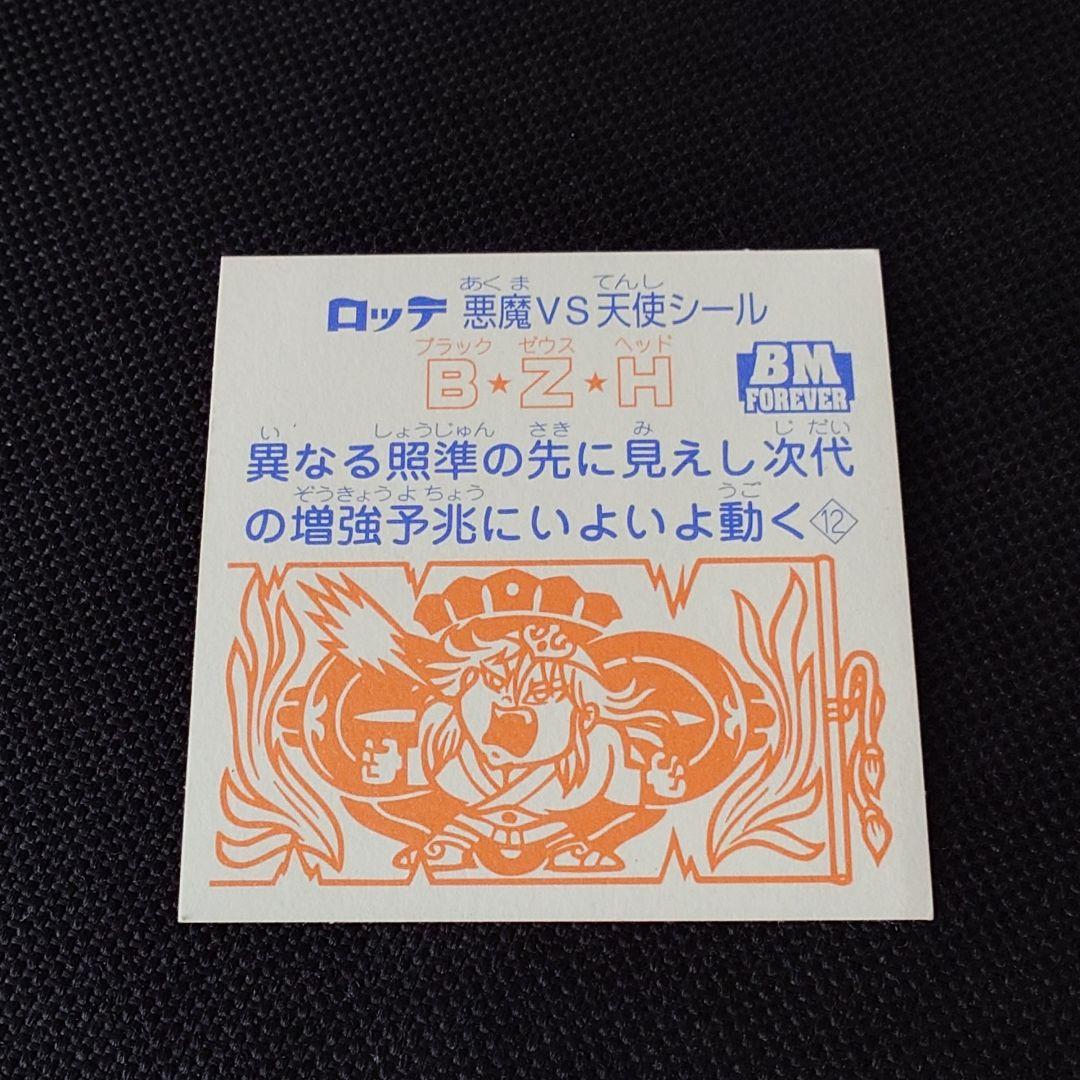 あくま てんし
ロッテ 悪魔VS天使シール
ブラック ゼウス ヘッド
B★Z★H
BM
FOREVER
い しょうじゅん さき み じだい
異なる照準の先に見えし次代
ぞうきょうよちょう うご
の増強予兆にいよいよ動く12